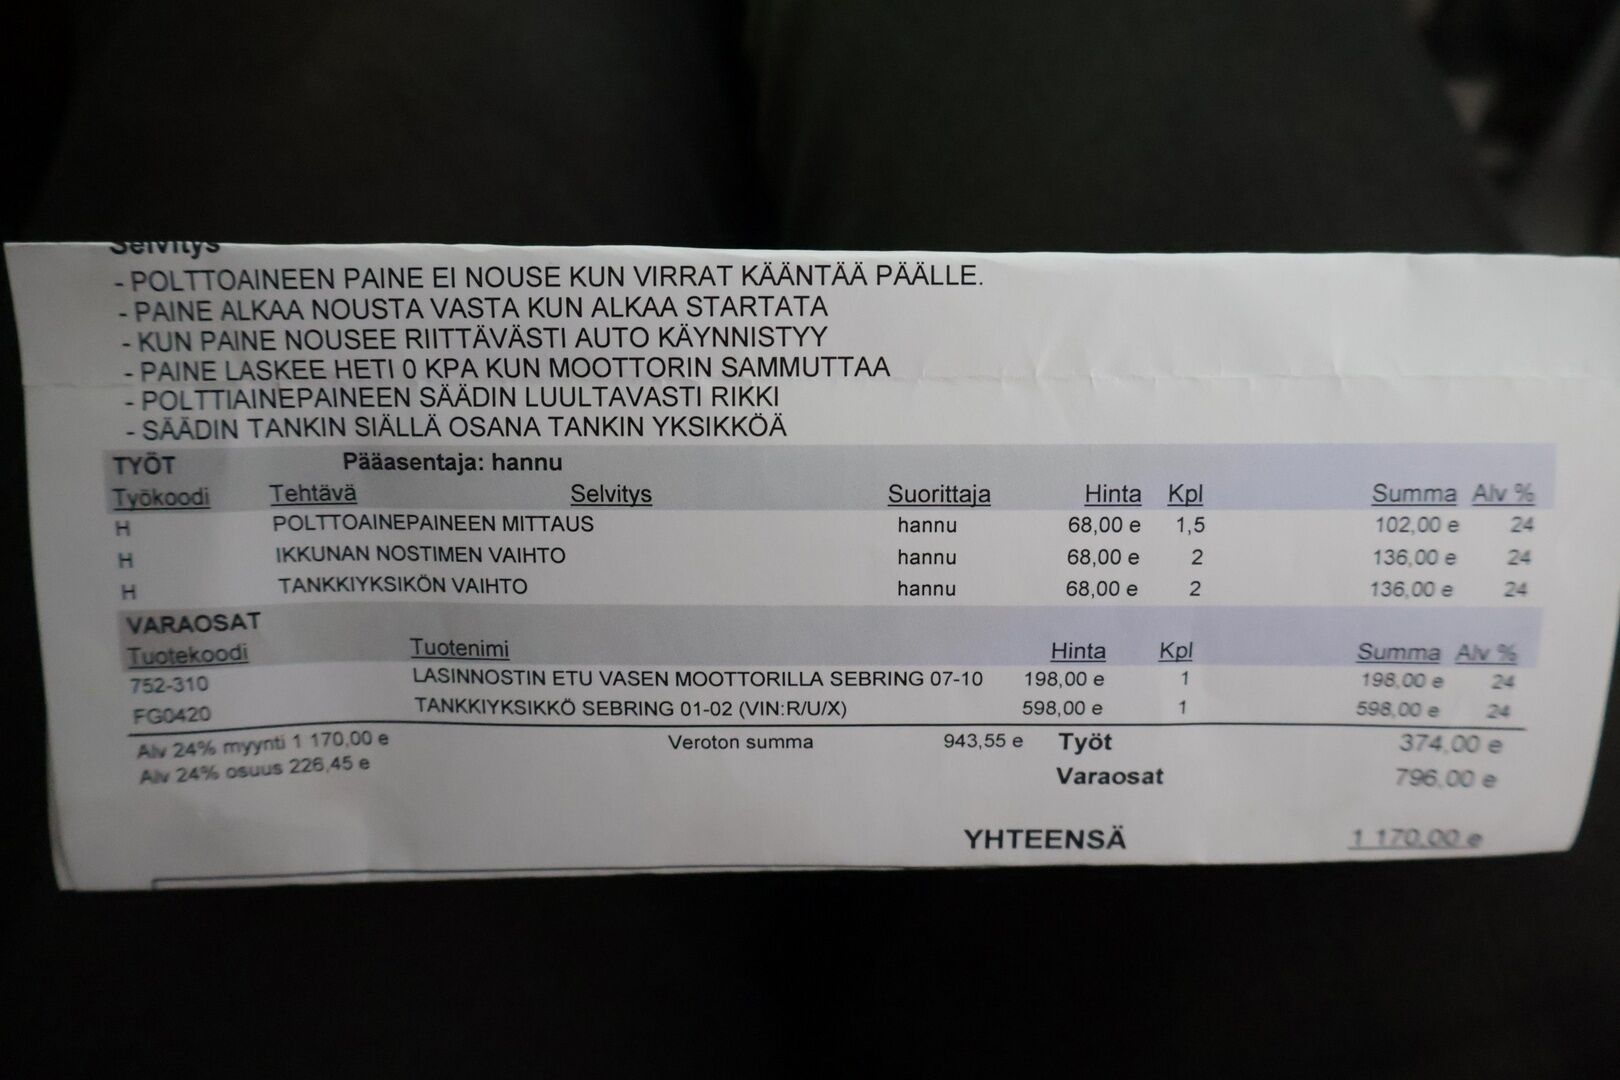 Selvitys
- POLTTOAINEEN PAINE EI NOUSE KUN VIRRAT KÄÄNTÄÄ PÄÄLLE.
- PAINE ALKAA NOUSTA VASTA KUN ALKAA STARTATA
- KUN PAINE NOUSEE RIITTÄVÄSTI AUTO KÄYNNISTYY
- PAINE LASKEE HETI 0 KPA KUN MOOTTORIN SAMMUTTAA
- POLTTIAINEPAINEEN SÄÄDIN LUULTAVASTI RIKKI
- SÄÄDIN TANKIN SIÄLLÄ OSANA TANKIN YKSIKKÖÄ
TYÖT Pääasentaja: hannu
Työkoodi Tehtävä Selvitys Suorittaja Hinta Kpl Summa Alv %
H POLTTOAINEPAINEEN MITTAUS hannu 68,00 e 1,5 102,00 e 24
H IKKUNAN NOSTIMEN VAIHTO hannu 68,00 e 2 136,00 e 24
H TANKKIYKSIKÖN VAIHTO hannu 68,00 e 2 136,00 e 24
VARAOSAT
Tuotekoodi Tuotenimi Hinta Kpl Summa Alv %
752-310 LASINNOSTIN ETU VASEN MOOTTORILLA SEBRING 07-10 198,00 e 1 198,00 e 24
FG0420 TANKKIYKSIKKÖ SEBRING 01-02 (VIN:R/U/X) 598,00 e 1 598,00 e 24
Alv 24% myynti 1 170,00 e Veroton summa 943,55 e Työt 374,00 e
Alv 24% osuus 226,45 e Varaosat 796,00 e
YHTEENSÄ 1 170,00 e